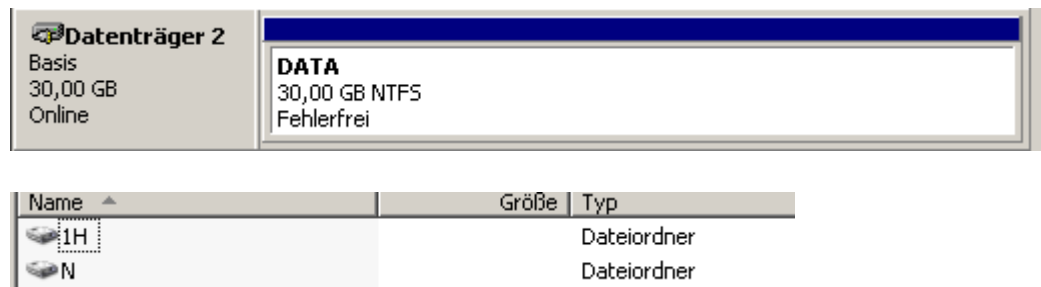 Datenträger 2
Basis
30,00 GB
Online
DATA
30,00 GB NTFS
Fehlerfrei
Name Größe Typ
1H Dateiordner
N Dateiordner